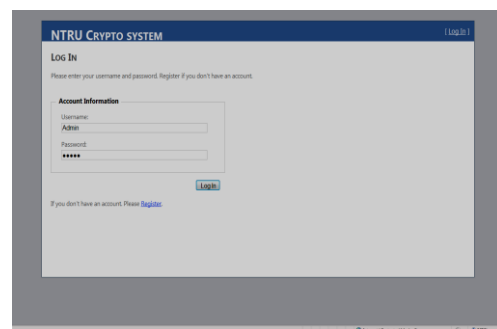 NTRU CRYPTO SYSTEM
[ Log In ]
LOG IN
Please enter your username and password. Register if you don't have an account.
Account Information
Username:
Admin
Password:
•••••
Log In
If you don't have an account. Please Register.